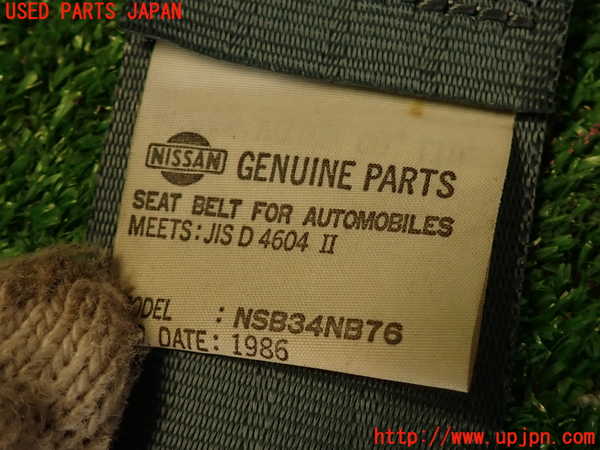 USED PARTS JAPAN
NISSAN GENUINE PARTS
SEAT BELT FOR AUTOMOBILES
MEETS: JIS D 4604 II
: NSB34NB76
DATE: 1986
http://www.upjpn.com